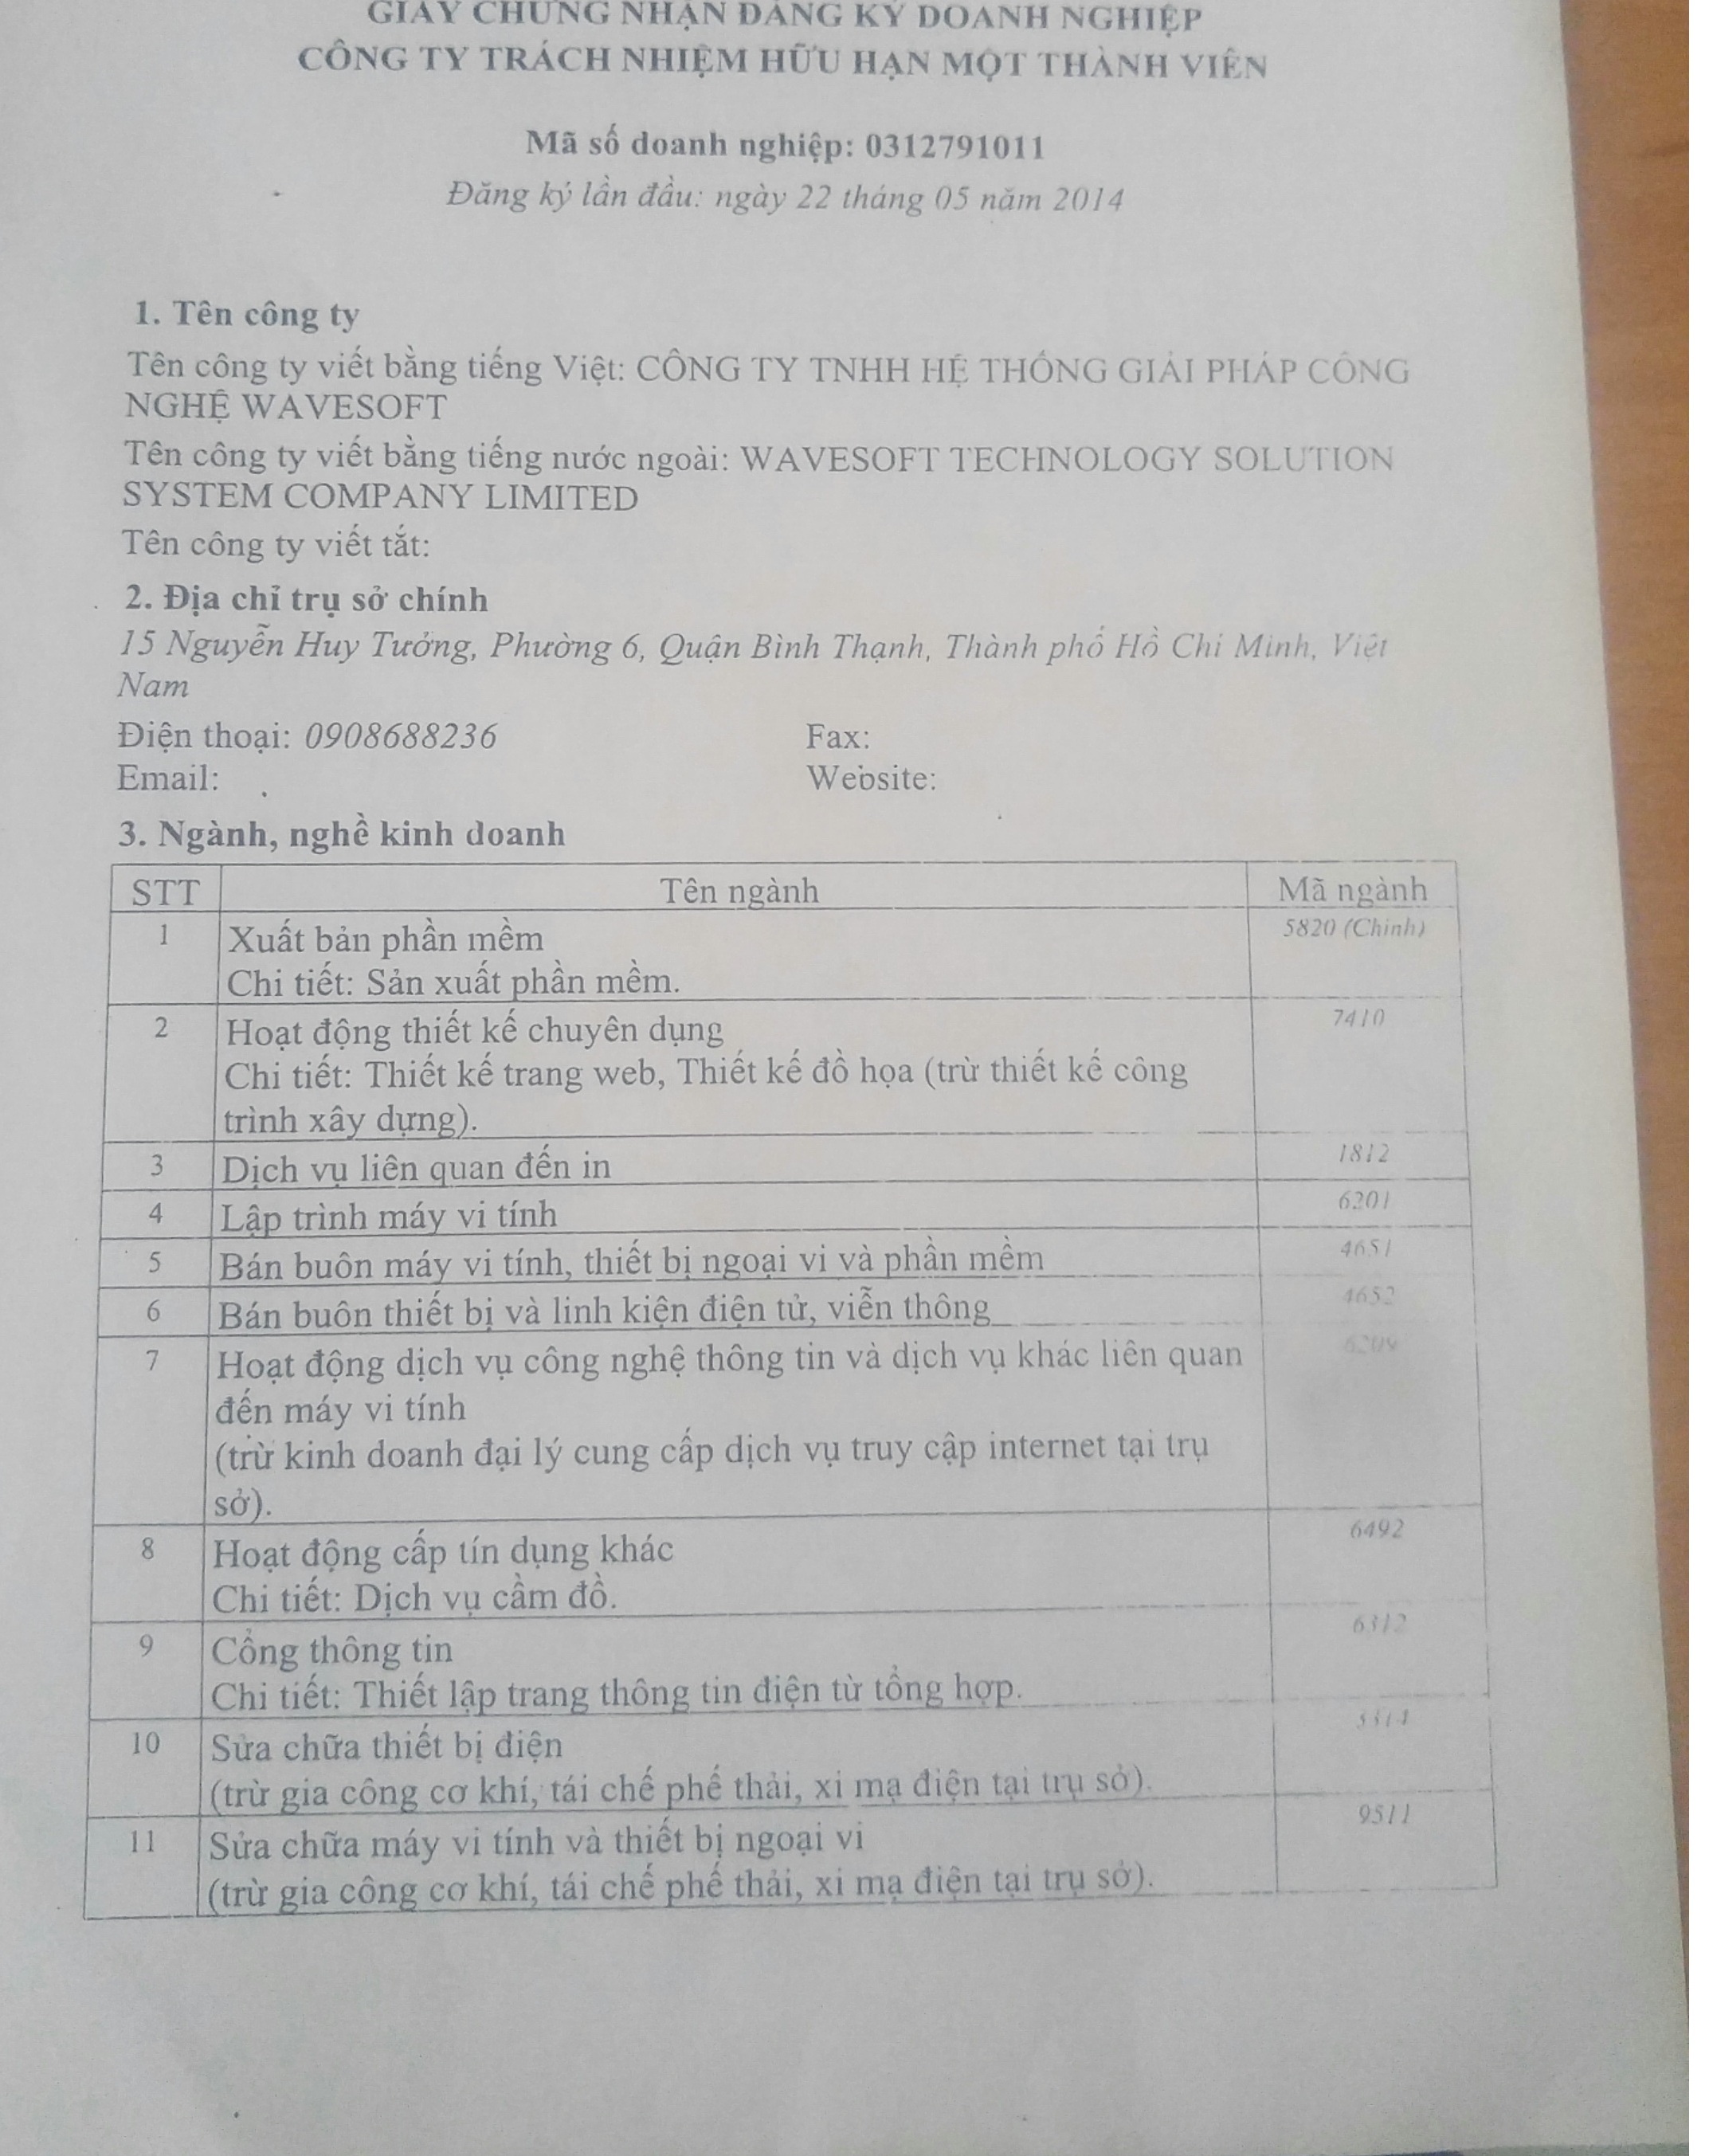 GIẤY CHỨNG NHẬN ĐĂNG KÝ DOANH NGHIỆP
CÔNG TY TRÁCH NHIỆM HỮU HẠN MỘT THÀNH VIÊN
Mã số doanh nghiệp: 0312791011
Đăng ký lần đầu: ngày 22 tháng 05 năm 2014
1. Tên công ty
Tên công ty viết bằng tiếng Việt: CÔNG TY TNHH HỆ THỐNG GIẢI PHÁP CÔNG
NGHỆ WAVESOFT
Tên công ty viết bằng tiếng nước ngoài: WAVESOFT TECHNOLOGY SOLUTION
SYSTEM COMPANY LIMITED
Tên công ty viết tắt:
2. Địa chỉ trụ sở chính
15 Nguyễn Huy Tưởng, Phường 6, Quận Bình Thạnh, Thành phố Hồ Chí Minh, Việt
Nam
Điện thoại: 0908688236 Fax:
Email: Website:
3. Ngành, nghề kinh doanh
STT Tên ngành Mã ngành
1 Xuất bản phần mềm 5820 (Chính)
Chi tiết: Sản xuất phần mềm.
2 Hoạt động thiết kế chuyên dụng 7410
Chi tiết: Thiết kế trang web, Thiết kế đồ họa (trừ thiết kế công
trình xây dựng).
3 Dịch vụ liên quan đến in 1812
4 Lập trình máy vi tính 6201
5 Bán buôn máy vi tính, thiết bị ngoại vi và phần mềm 4651
6 Bán buôn thiết bị và linh kiện điện tử, viễn thông 4652
7 Hoạt động dịch vụ công nghệ thông tin và dịch vụ khác liên quan 6209
đến máy vi tính
(trừ kinh doanh đại lý cung cấp dịch vụ truy cập internet tại trụ
sở).
8 Hoạt động cấp tín dụng khác 6492
Chi tiết: Dịch vụ cầm đồ.
9 Cổng thông tin 6312
Chi tiết: Thiết lập trang thông tin điện tử tổng hợp.
10 Sửa chữa thiết bị điện 3314
(trừ gia công cơ khí, tái chế phế thải, xi mạ điện tại trụ sở).
11 Sửa chữa máy vi tính và thiết bị ngoại vi 9511
(trừ gia công cơ khí, tái chế phế thải, xi mạ điện tại trụ sở).